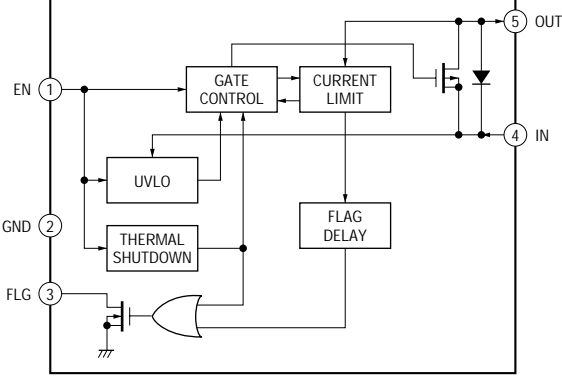 5 OUT
EN 1
GATE
CONTROL
CURRENT
LIMIT
4 IN
UVLO
GND 2
THERMAL
SHUTDOWN
FLAG
DELAY
FLG 3